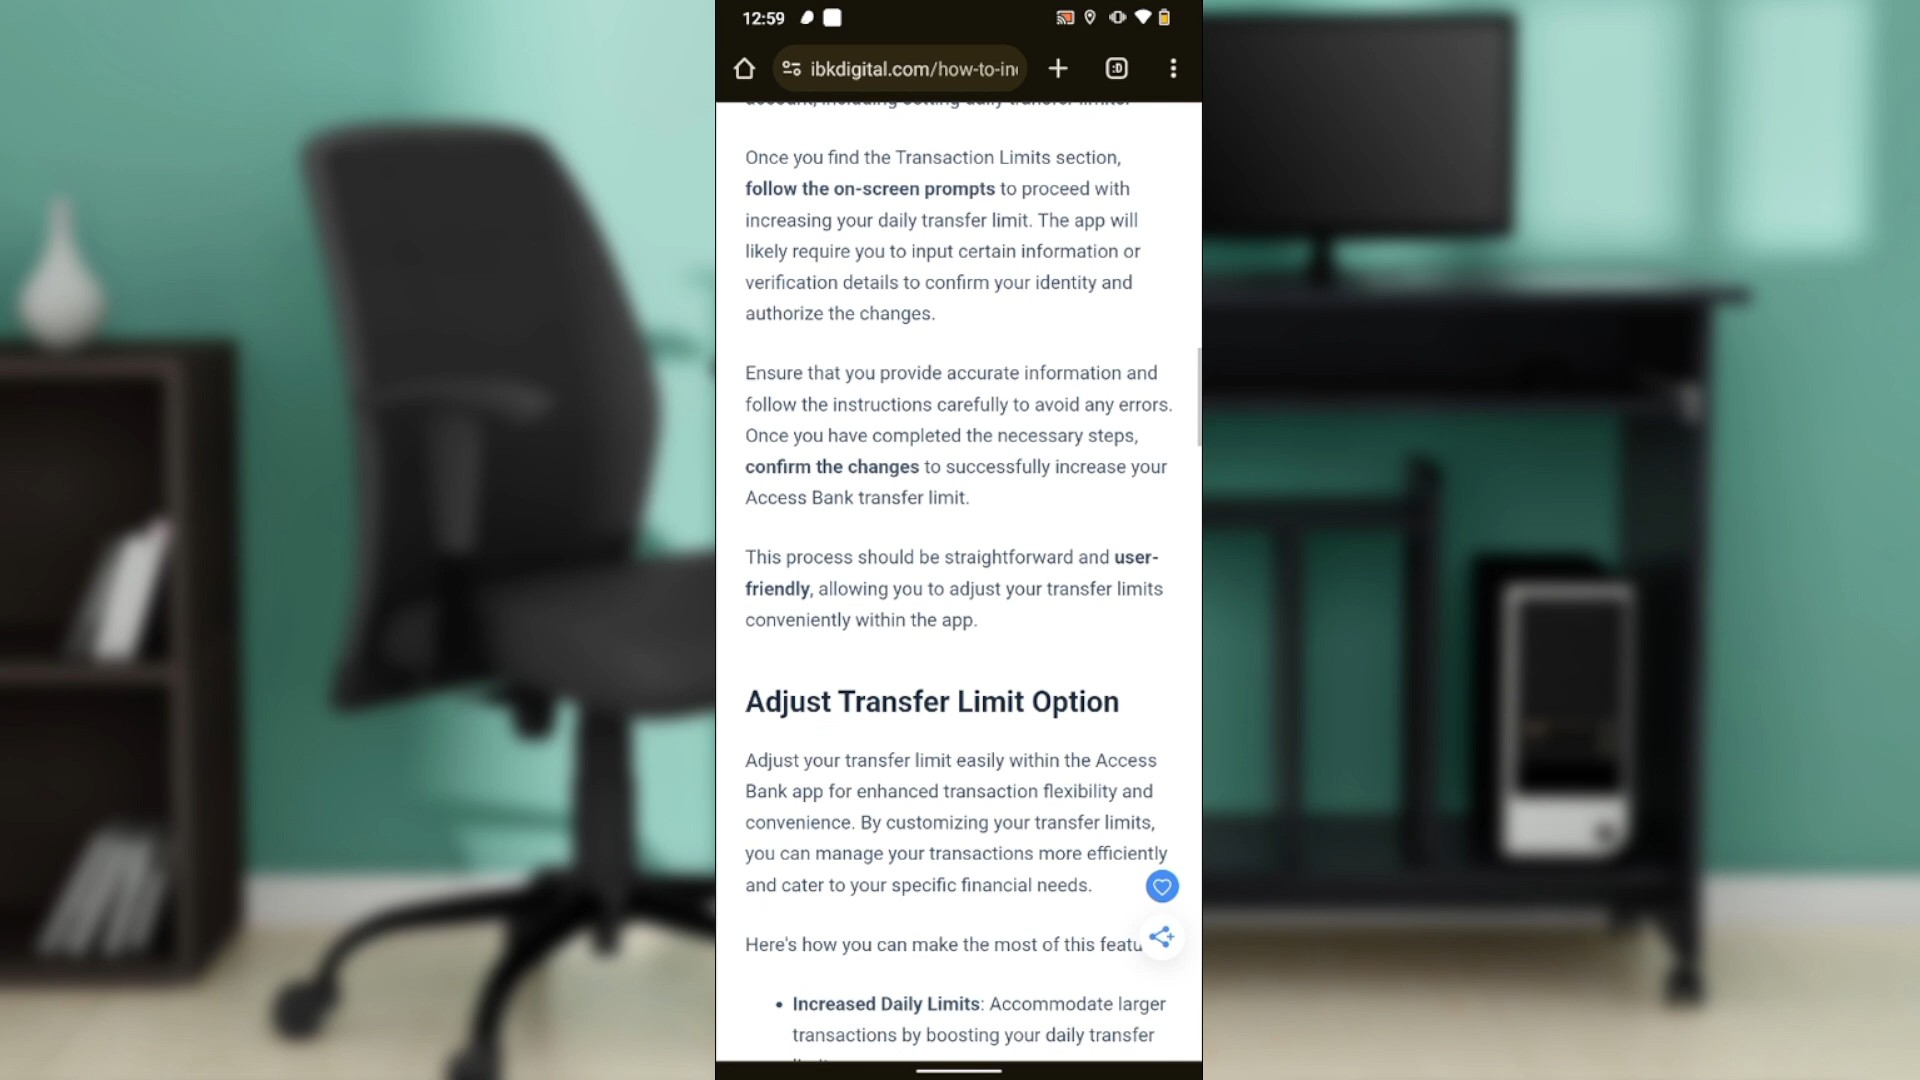 12:59
ibkdigital.com/how-to-in
:D
Once you find the Transaction Limits section,
follow the on-screen prompts to proceed with
increasing your daily transfer limit. The app will
likely require you to input certain information or
verification details to confirm your identity and
authorize the changes.
Ensure that you provide accurate information and
follow the instructions carefully to avoid any errors.
Once you have completed the necessary steps,
confirm the changes to successfully increase your
Access Bank transfer limit.
This process should be straightforward and user-
friendly, allowing you to adjust your transfer limits
conveniently within the app.
Adjust Transfer Limit Option
Adjust your transfer limit easily within the Access
Bank app for enhanced transaction flexibility and
convenience. By customizing your transfer limits,
you can manage your transactions more efficiently
and cater to your specific financial needs.
Here's how you can make the most of this featu
• Increased Daily Limits: Accommodate larger
transactions by boosting your daily transfer